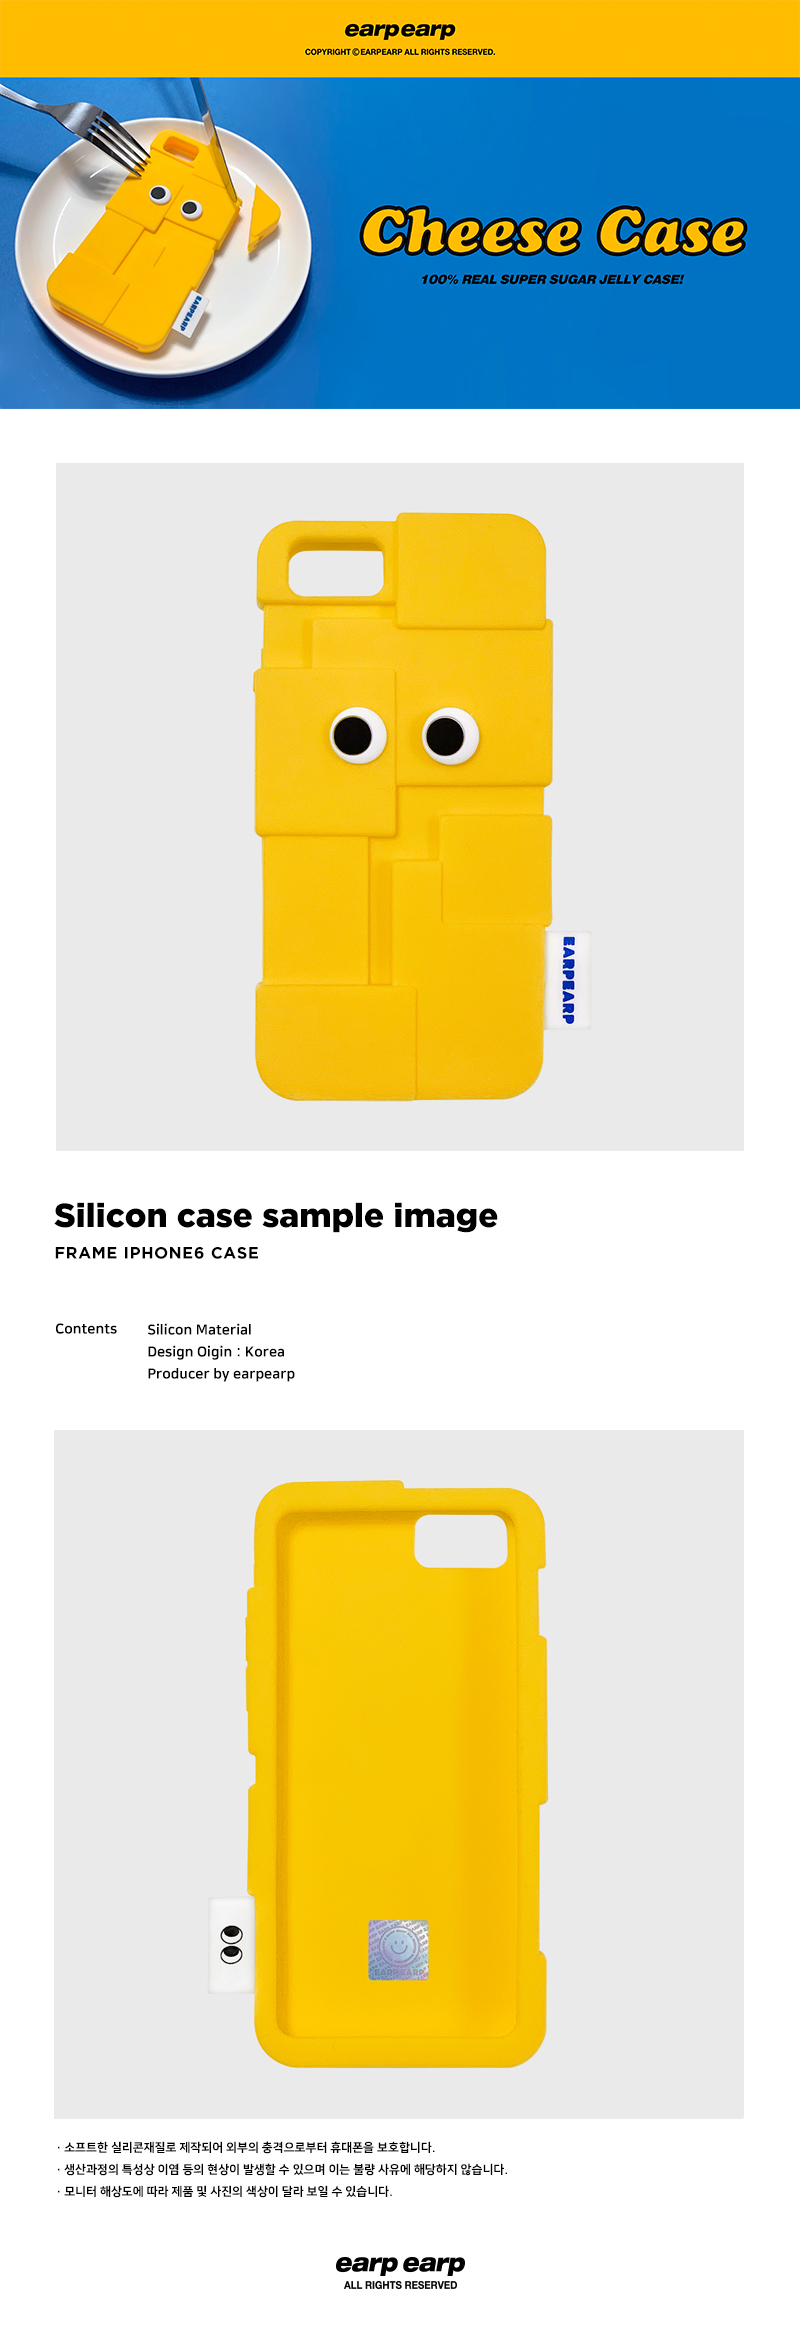 earp earp
COPYRIGHT ©EARPEARP ALL RIGHTS RESERVED.
EARPEARP
Cheese Case
100% REAL SUPER SUGAR JELLY CASE!
EARPEARP
Silicon case sample image
FRAME IPHONE6 CASE
Contents
Silicon Material
Design Oigin : Korea
Producer by earpearp
EARP EARP
· 소프트한 실리콘재질로 제작되어 외부의 충격으로부터 휴대폰을 보호합니다.
· 생산과정의 특성상 이염 등의 현상이 발생할 수 있으며 이는 불량 사유에 해당하지 않습니다.
· 모니터 해상도에 따라 제품 및 사진의 색상이 달라 보일 수 있습니다.
earp earp
ALL RIGHTS RESERVED